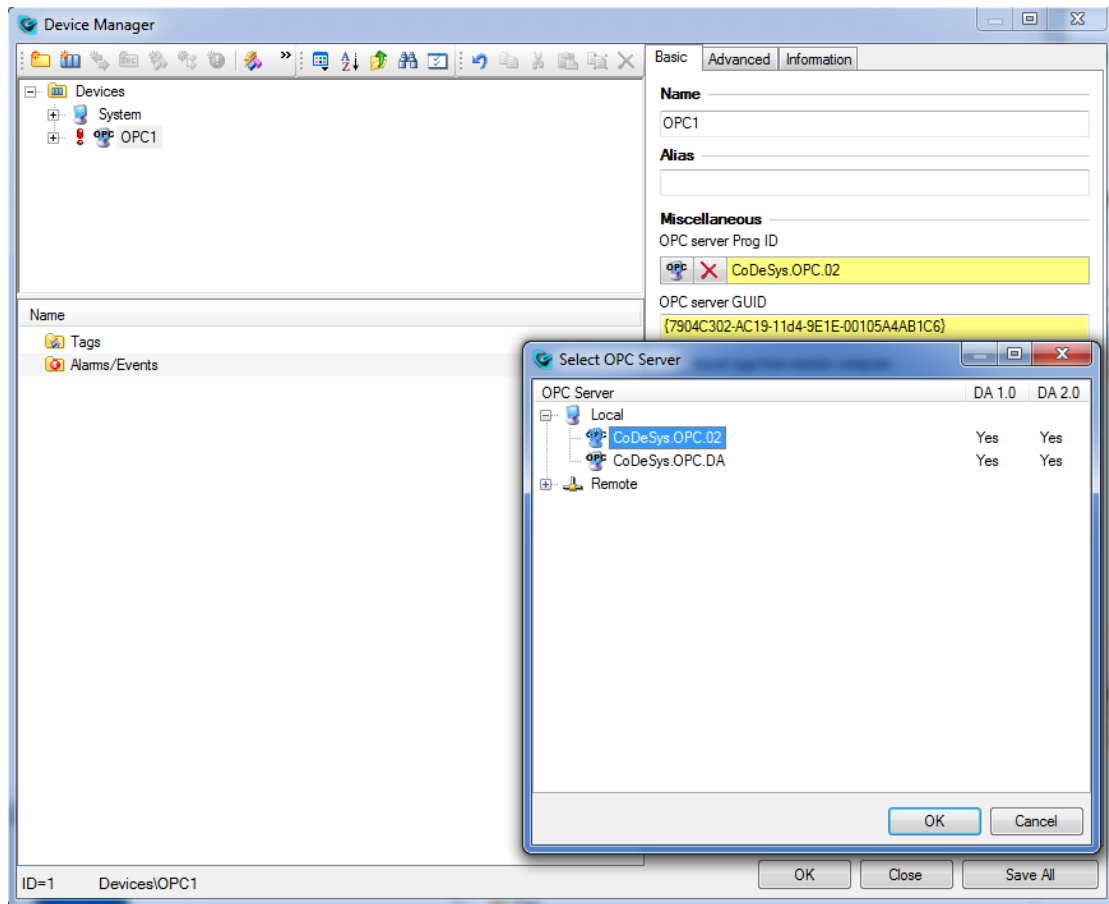 Device Manager
Basic Advanced Information
Devices
System
OPC1
Name
OPC1
Alias
Miscellaneous
OPC server Prog ID
CoDeSys.OPC.02
OPC server GUID
{7904C302-AC19-11d4-9E1E-00105A4AB1C6}
Name
Tags
Alarms/Events
Select OPC Server
OPC Server DA 1.0 DA 2.0
Local
CoDeSys.OPC.02 Yes Yes
CoDeSys.OPC.DA Yes Yes
Remote
OK Cancel
OK Close Save All
ID=1 Devices\OPC1